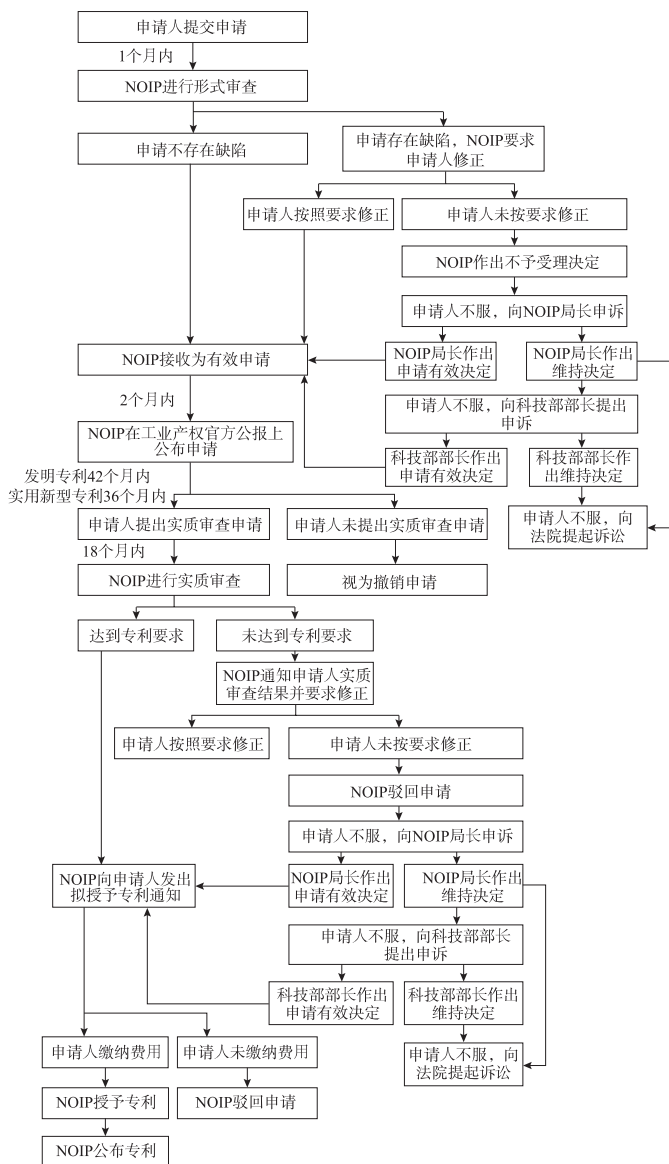 申请人提交申请
1个月内
NOIP进行形式审查
申请不存在缺陷
申请存在缺陷，NOIP要求
申请人修正
申请人按照要求修正
申请人未按要求修正
NOIP作出不予受理决定
申请人不服，向NOIP局长申诉
NOIP接收为有效申请
NOIP局长作出
申请有效决定
NOIP局长作出
维持决定
2个月内
申请人不服，向科技部部长提出
申诉
NOIP在工业产权官方公报上
公布申请
科技部部长作出
申请有效决定
科技部部长作
出维持决定
发明专利42个月内
实用新型专利36个月内
申请人提出实质审查申请
申请人未提出实质审查申请
申请人不服，向
法院提起诉讼
18个月内
NOIP进行实质审查
视为撤销申请
达到专利要求
未达到专利要求
NOIP通知申请人实质
审查结果并要求修正
申请人按照要求修正
申请人未按要求修正
NOIP驳回申请
申请人不服，向NOIP局长申诉
NOIP向申请人发出
拟授予专利通知
NOIP局长作出
申请有效决定
NOIP局长作出
维持决定
申请人不服，向科技部部长
提出申诉
科技部部长作出
申请有效决定
科技部部长作出
维持决定
申请人缴纳费用
申请人未缴纳费用
申请人不服，向
法院提起诉讼
NOIP授予专利
NOIP驳回申请
NOIP公布专利